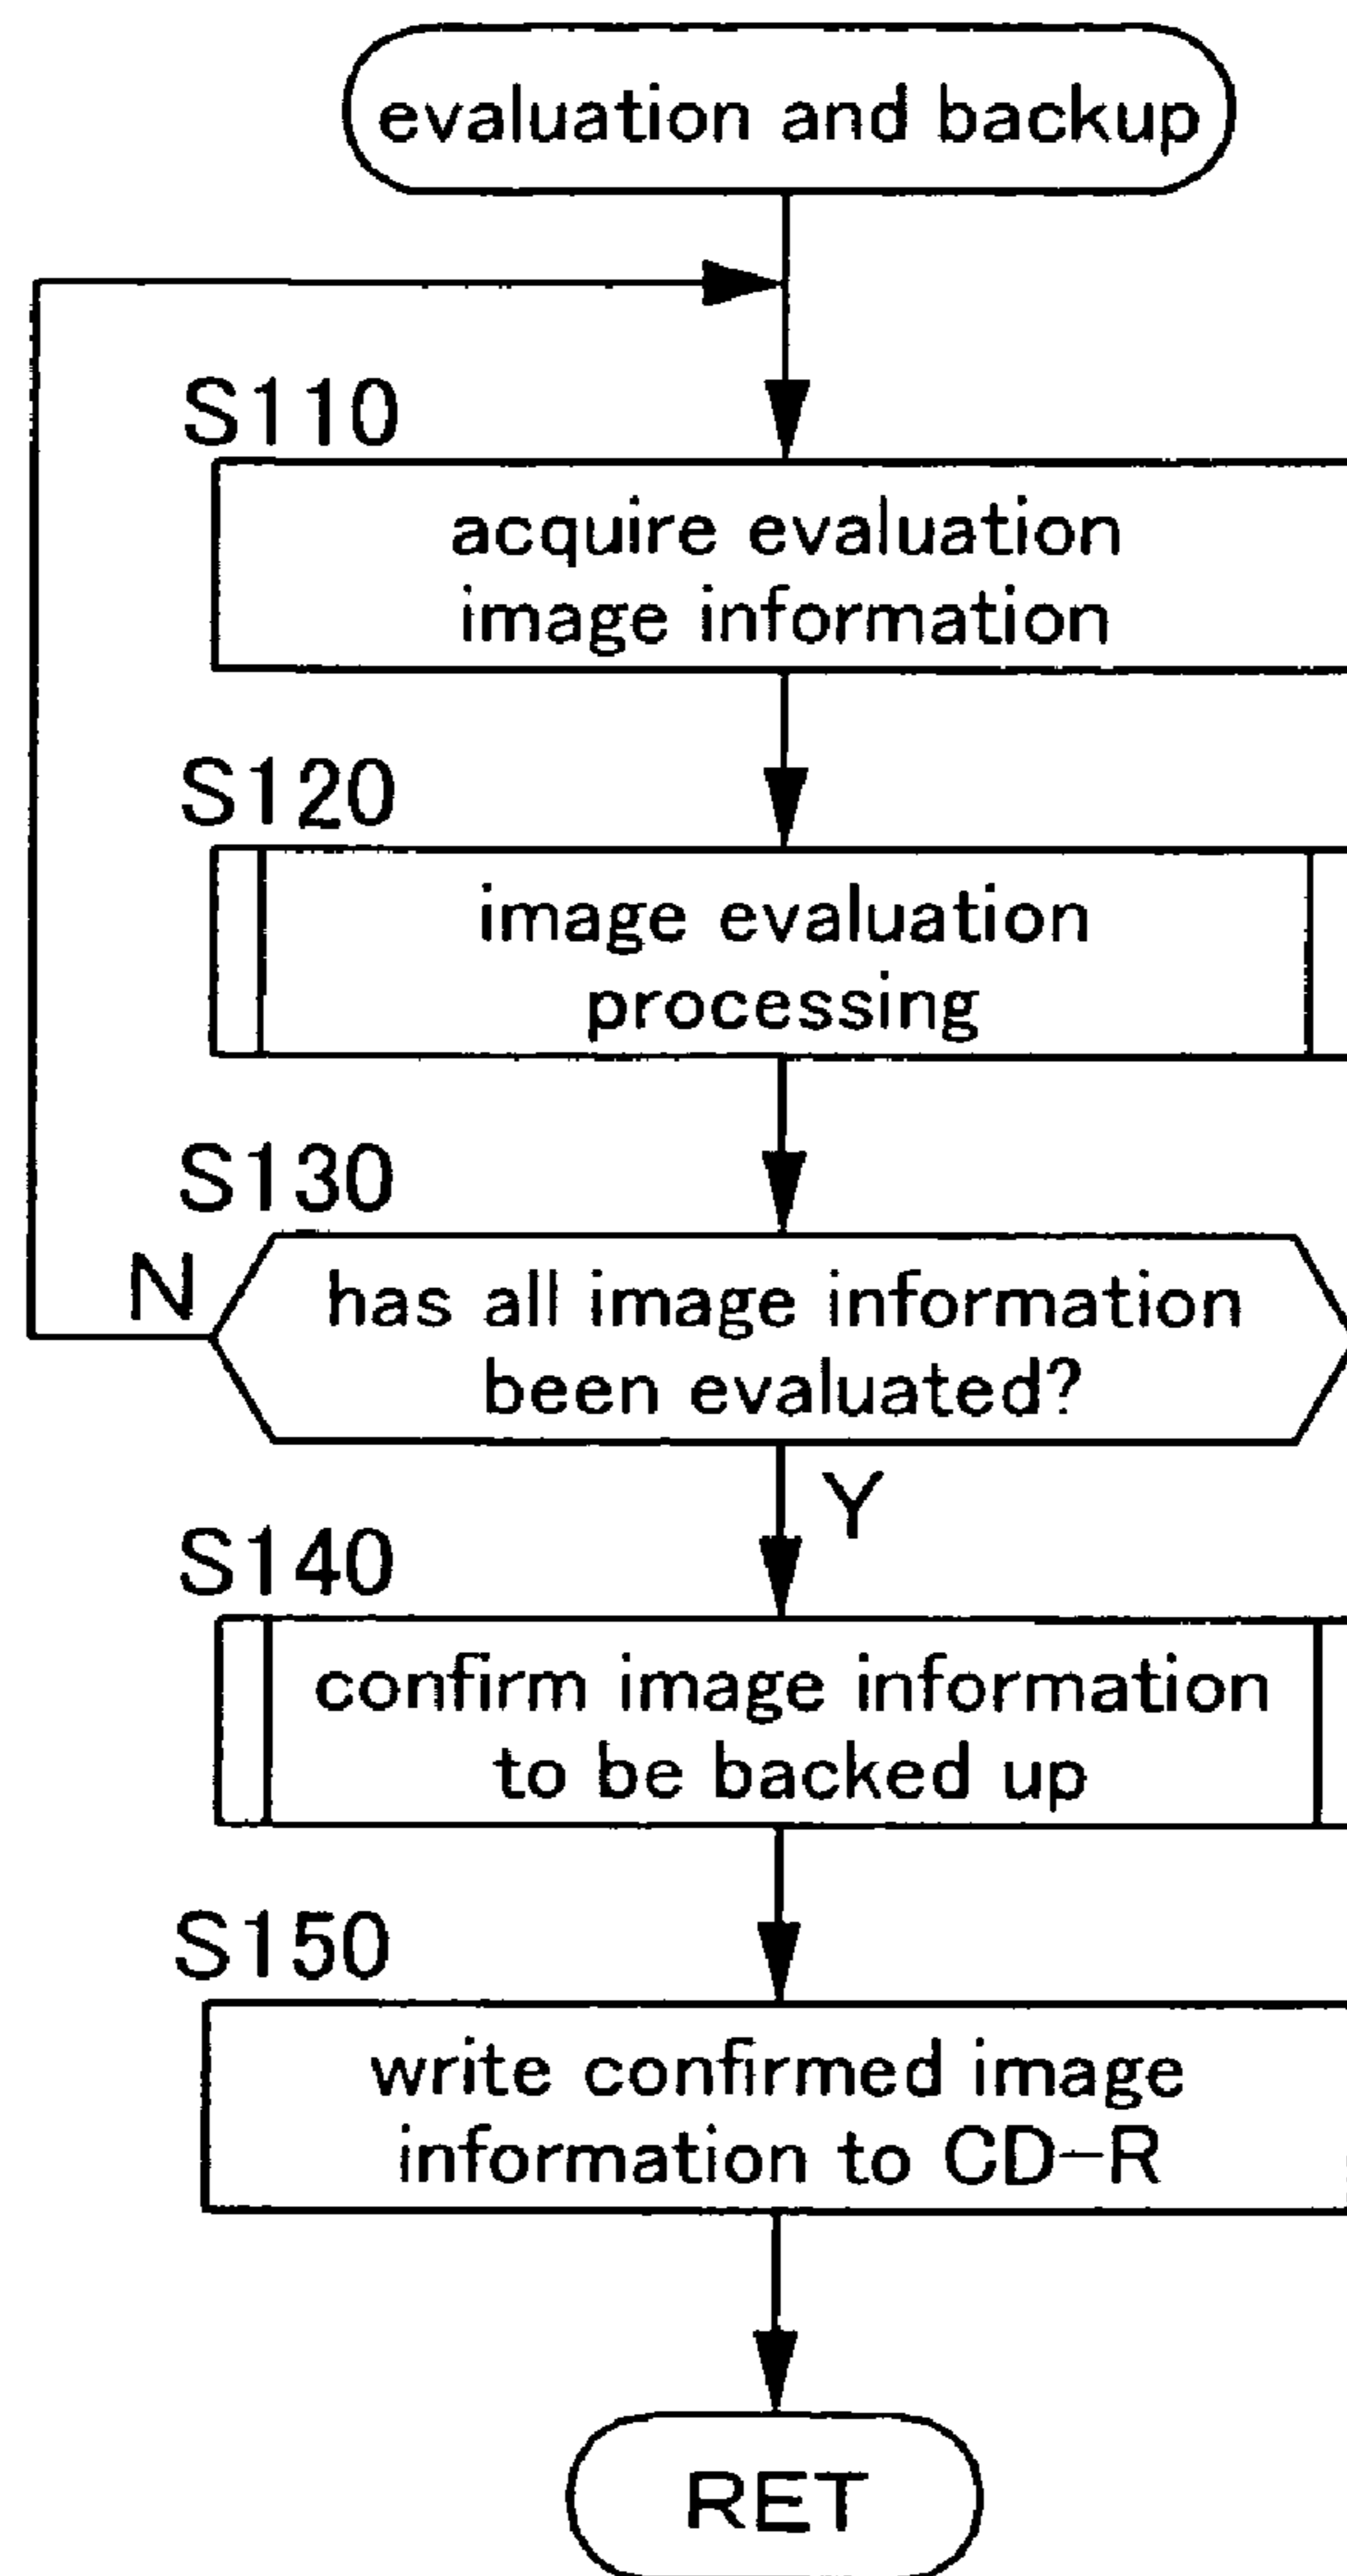 evaluation and backup
S110
acquire evaluation
image information
S120
image evaluation
processing
S130
N
has all image information
been evaluated?
Y
S140
confirm image information
to be backed up
S150
write confirmed image
information to CD-R
RET